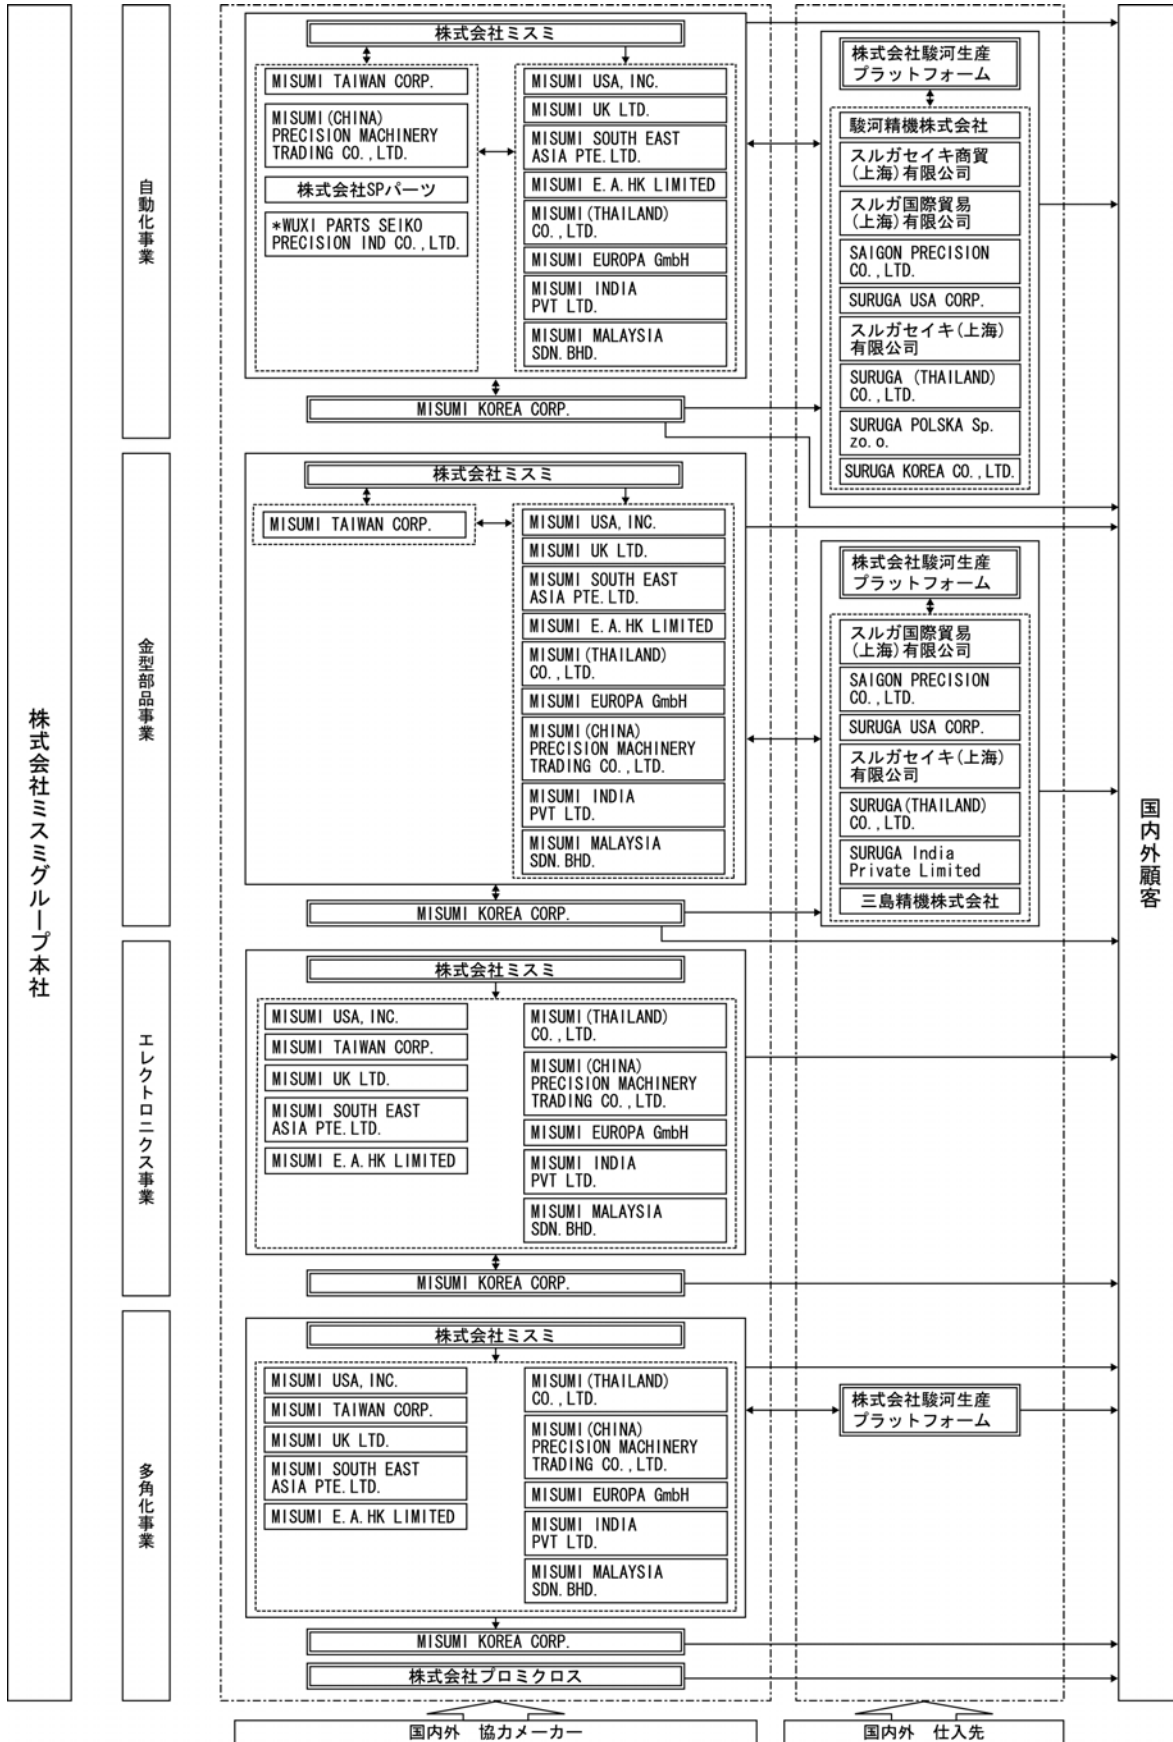 株式会社ミスミグループ本社
自動化事業
株式会社ミスミ
MISUMI TAIWAN CORP.
MISUMI(CHINA)
PRECISION MACHINERY
TRADING CO.,LTD.
株式会社SPパーツ
*WUXI PARTS SEIKO
PRECISION IND CO.,LTD.
MISUMI USA,INC.
MISUMI UK LTD.
MISUMI SOUTH EAST
ASIA PTE.LTD.
MISUMI E.A.HK LIMITED
MISUMI(THAILAND)
CO.,LTD.
MISUMI EUROPA GmbH
MISUMI INDIA
PVT LTD.
MISUMI MALAYSIA
SDN.BHD.
MISUMI KOREA CORP.
株式会社駿河生産
プラットフォーム
駿河精機株式会社
スルガセイキ商貿
(上海)有限公司
スルガ国際貿易
(上海)有限公司
SAIGON PRECISION
CO.,LTD.
SURUGA USA CORP.
スルガセイキ(上海)
有限公司
SURUGA (THAILAND)
CO.,LTD.
SURUGA POLSKA Sp.
zo.o.
SURUGA KOREA CO.,LTD.
金型部品事業
株式会社ミスミ
MISUMI TAIWAN CORP.
MISUMI USA,INC.
MISUMI UK LTD.
MISUMI SOUTH EAST
ASIA PTE.LTD.
MISUMI E.A.HK LIMITED
MISUMI(THAILAND)
CO.,LTD.
MISUMI EUROPA GmbH
MISUMI(CHINA)
PRECISION MACHINERY
TRADING CO.,LTD.
MISUMI INDIA
PVT LTD.
MISUMI MALAYSIA
SDN.BHD.
MISUMI KOREA CORP.
株式会社駿河生産
プラットフォーム
スルガ国際貿易
(上海)有限公司
SAIGON PRECISION
CO.,LTD.
SURUGA USA CORP.
スルガセイキ(上海)
有限公司
SURUGA(THAILAND)
CO.,LTD.
SURUGA India
Private Limited
三島精機株式会社
エレクトロニクス事業
株式会社ミスミ
MISUMI USA,INC.
MISUMI TAIWAN CORP.
MISUMI UK LTD.
MISUMI SOUTH EAST
ASIA PTE.LTD.
MISUMI E.A.HK LIMITED
MISUMI(THAILAND)
CO.,LTD.
MISUMI(CHINA)
PRECISION MACHINERY
TRADING CO.,LTD.
MISUMI EUROPA GmbH
MISUMI INDIA
PVT LTD.
MISUMI MALAYSIA
SDN.BHD.
MISUMI KOREA CORP.
多角化事業
株式会社ミスミ
MISUMI USA,INC.
MISUMI TAIWAN CORP.
MISUMI UK LTD.
MISUMI SOUTH EAST
ASIA PTE.LTD.
MISUMI E.A.HK LIMITED
MISUMI(THAILAND)
CO.,LTD.
MISUMI(CHINA)
PRECISION MACHINERY
TRADING CO.,LTD.
MISUMI EUROPA GmbH
MISUMI INDIA
PVT LTD.
MISUMI MALAYSIA
SDN.BHD.
MISUMI KOREA CORP.
株式会社プロミクロス
株式会社駿河生産
プラットフォーム
国内外顧客
国内外 協力メーカー
国内外 仕入先